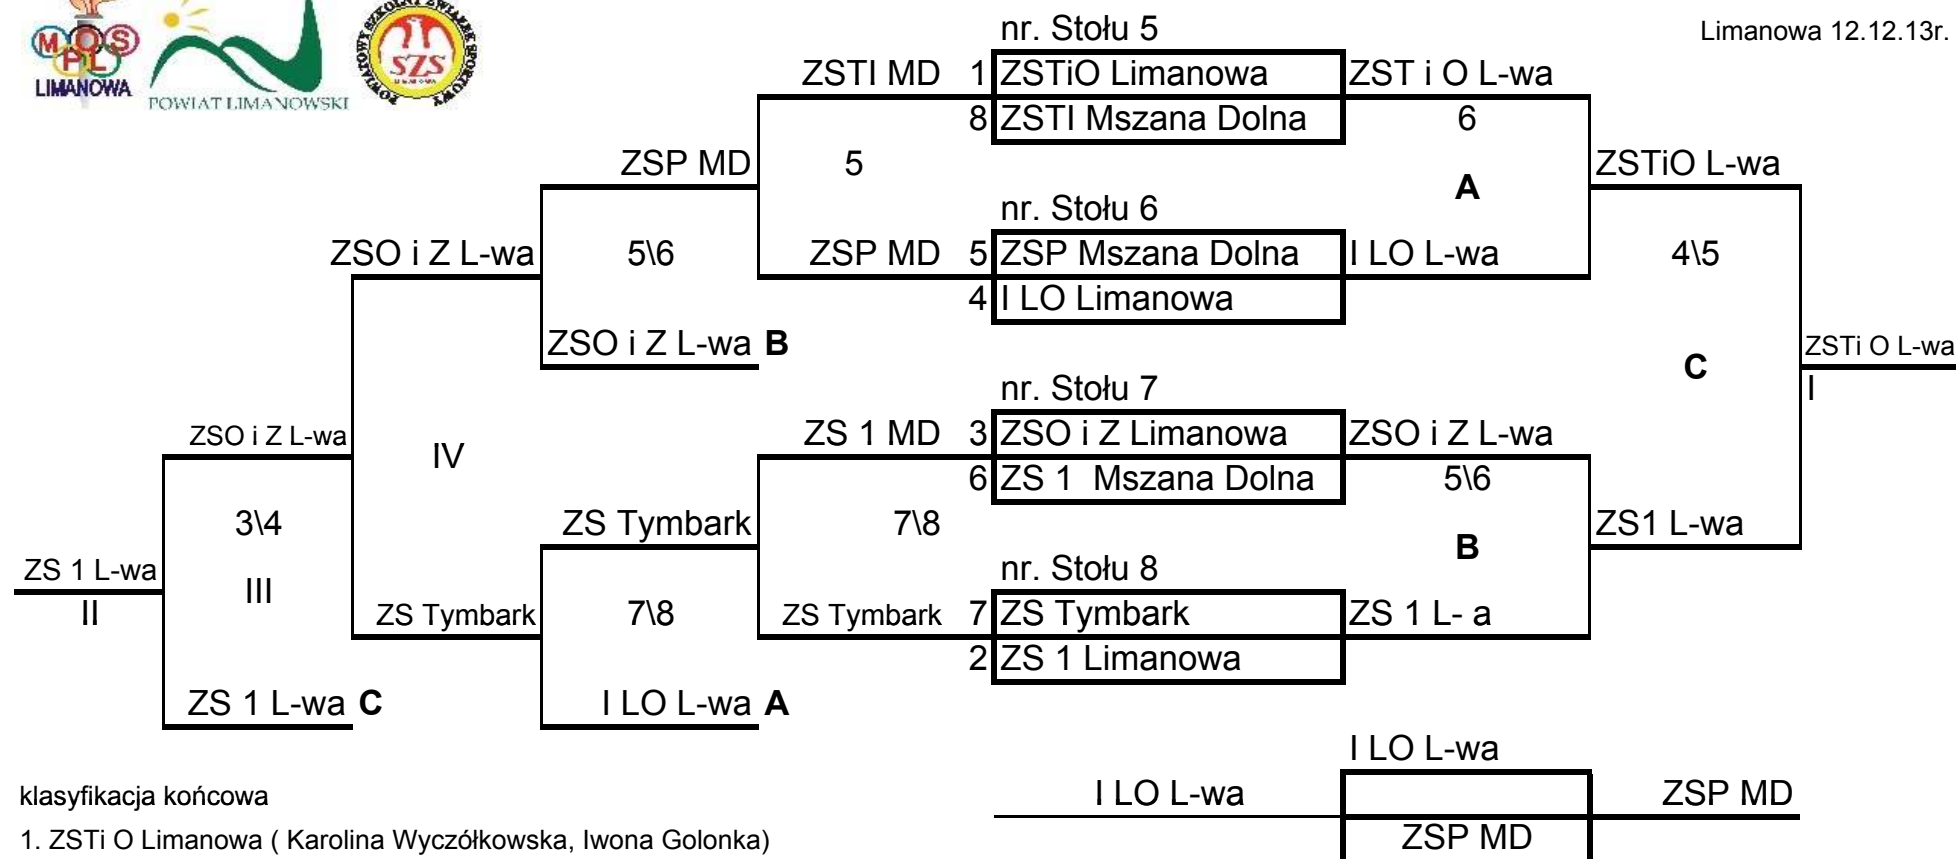 MOS
PL
LIMANOWA
POWIAT LIMANOWSKI
POWIATOWY SZKOLNY ZWIĄZEK SPORTOWY
SZS
nr. Stołu 5
Limanowa 12.12.13r.
ZSTI MD 1 ZSTiO Limanowa ZST i O L-wa
8 ZSTI Mszana Dolna 6
ZSP MD 5 ZSTiO L-wa
A
nr. Stołu 6
ZSO i Z L-wa 5\6 ZSP MD 5 ZSP Mszana Dolna I LO L-wa 4\5
4 I LO Limanowa
ZSO i Z L-wa B ZSTi O L-wa
C
nr. Stołu 7 I
ZSO i Z L-wa ZS 1 MD 3 ZSO i Z Limanowa ZSO i Z L-wa
IV
6 ZS 1 Mszana Dolna 5\6
3\4 ZS Tymbark 7\8 ZS1 L-wa
B
ZS 1 L-wa nr. Stołu 8
III
II ZS Tymbark 7\8 ZS Tymbark 7 ZS Tymbark ZS 1 L- a
2 ZS 1 Limanowa
ZS 1 L-wa C I LO L-wa A
I LO L-wa
klasyfikacja końcowa I LO L-wa ZSP MD
1. ZSTi O Limanowa ( Karolina Wyczółkowska, Iwona Golonka) ZSP MD